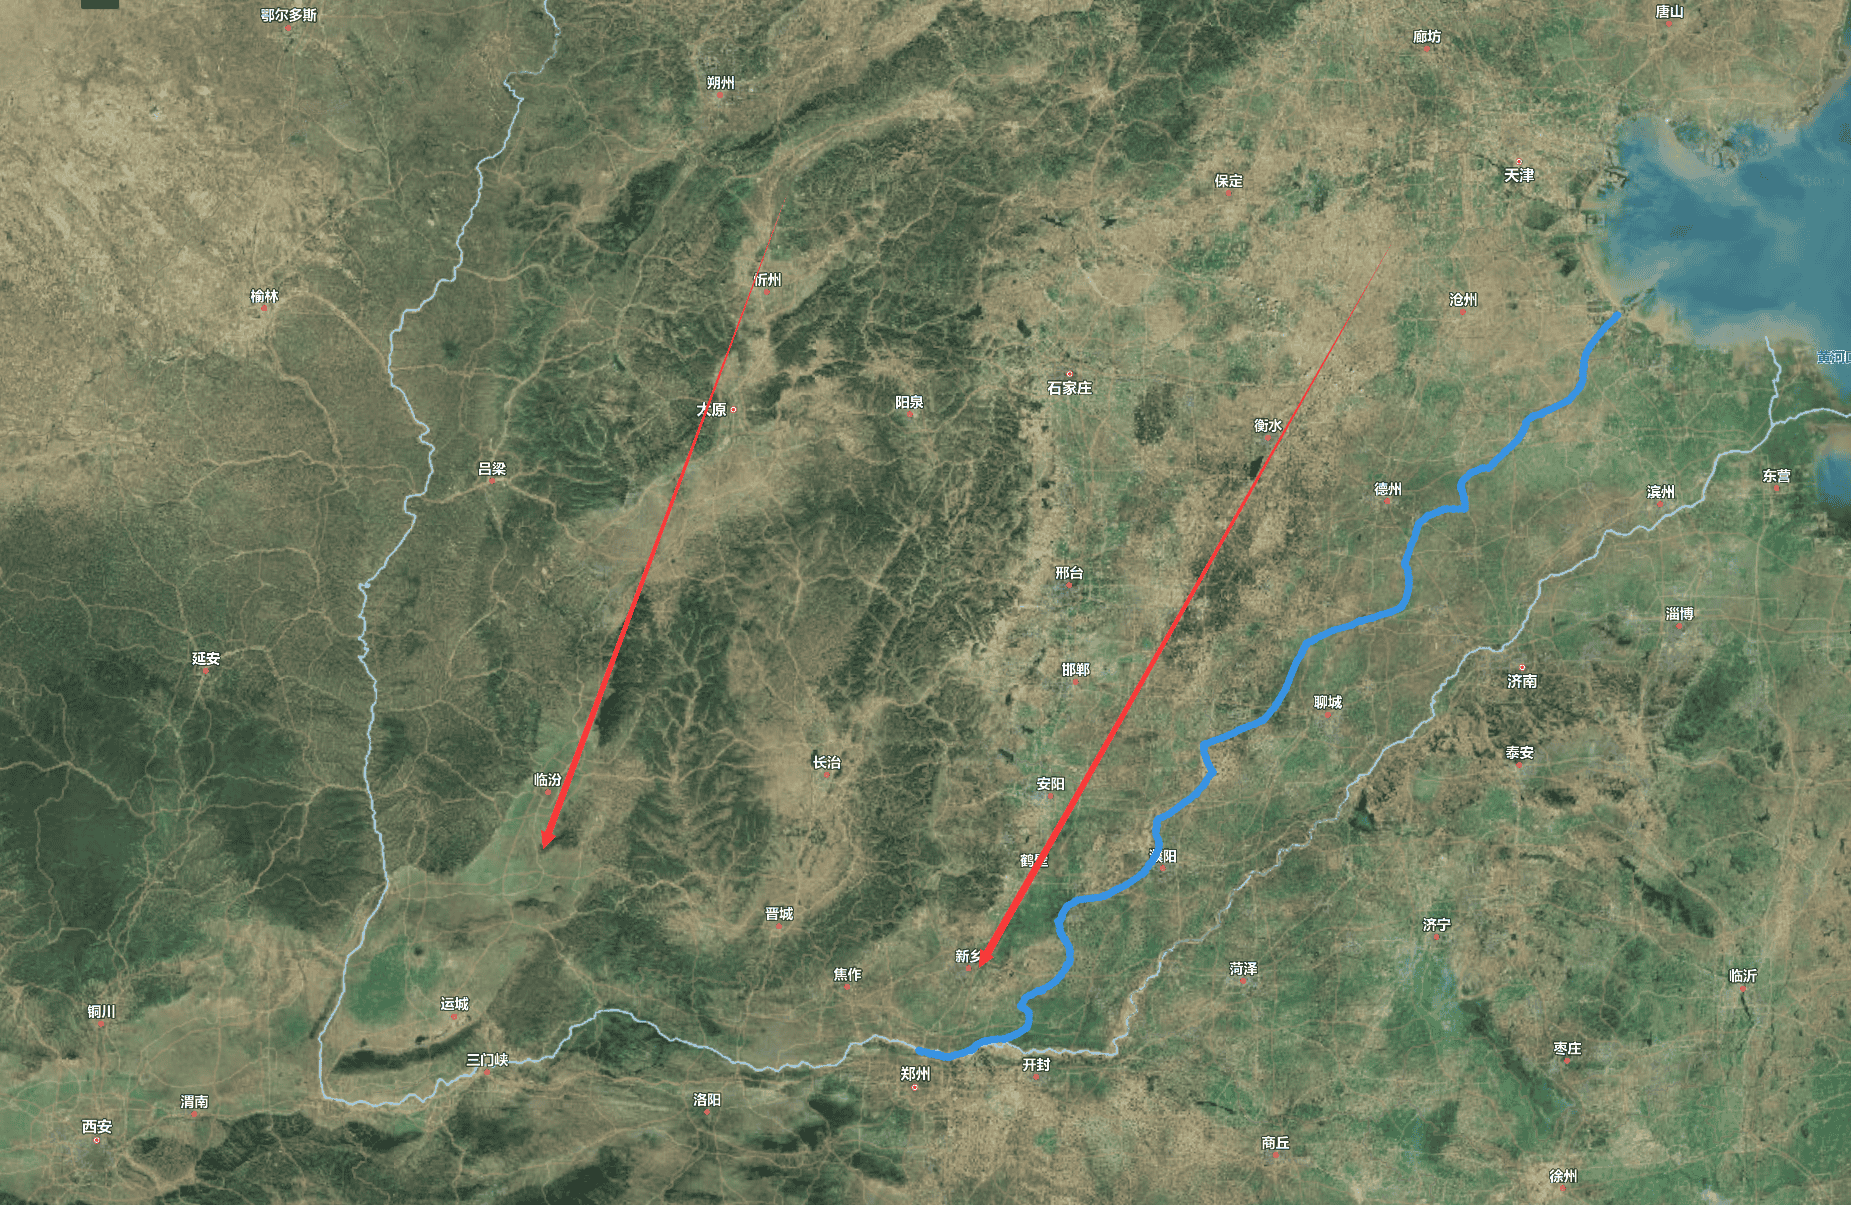 鄂尔多斯
唐山
廊坊
朔州
天津
保定
忻州
榆林
沧州
黄河口
石家庄
阳泉
太原
衡水
吕梁
东营
德州
滨州
邢台
淄博
延安
邯郸
济南
聊城
泰安
长治
临汾
安阳
濮阳
鹤壁
晋城
济宁
新乡
菏泽
焦作
临沂
运城
铜川
枣庄
三门峡
开封
郑州
洛阳
渭南
西安
商丘
徐州